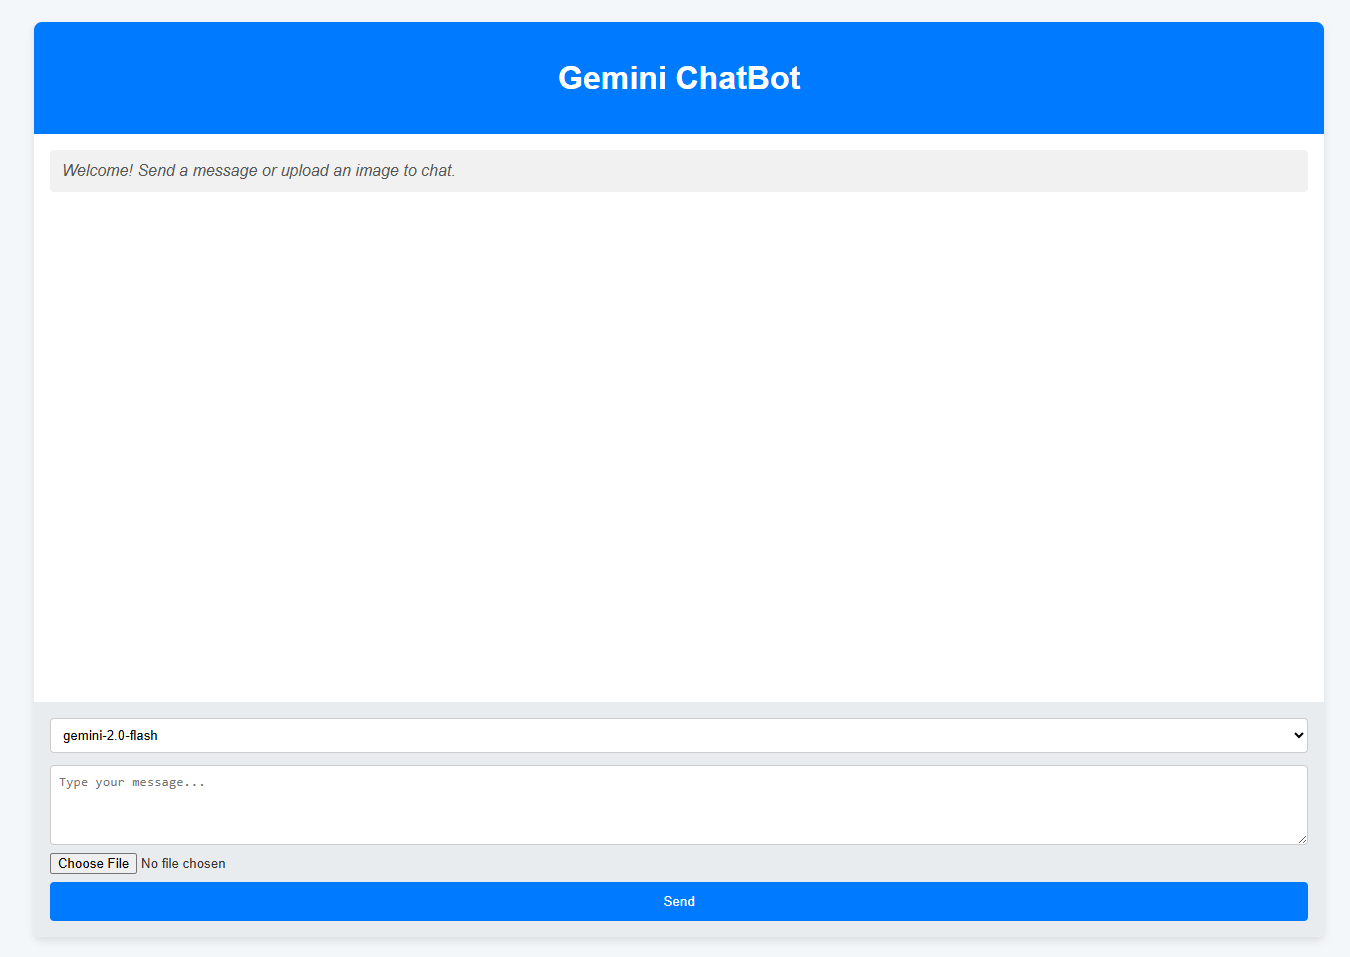 Gemini ChatBot
Welcome! Send a message or upload an image to chat.
gemini-2.0-flash
Type your message...
Choose File No file chosen
Send